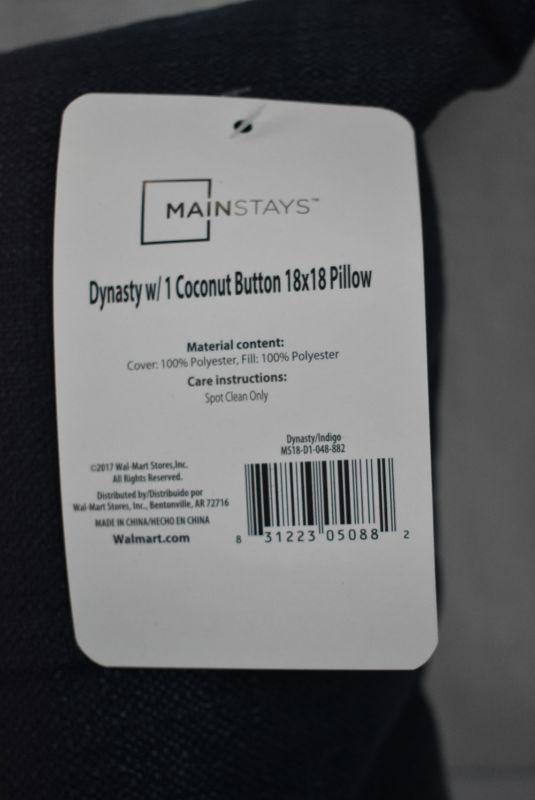 MAINSTAYS™
Dynasty w/ 1 Coconut Button 18x18 Pillow
Material content:
Cover: 100% Polyester, Fill: 100% Polyester
Care instructions:
Spot Clean Only
©2017 Wal-Mart Stores,Inc.
All Rights Reserved.
Distributed by/Distribuido por
Wal-Mart Stores, Inc., Bentonville, AR 72716
MADE IN CHINA/HECHO EN CHINA
Walmart.com
Dynasty/Indigo
MS18-D1-048-882
8 31223 05088 2